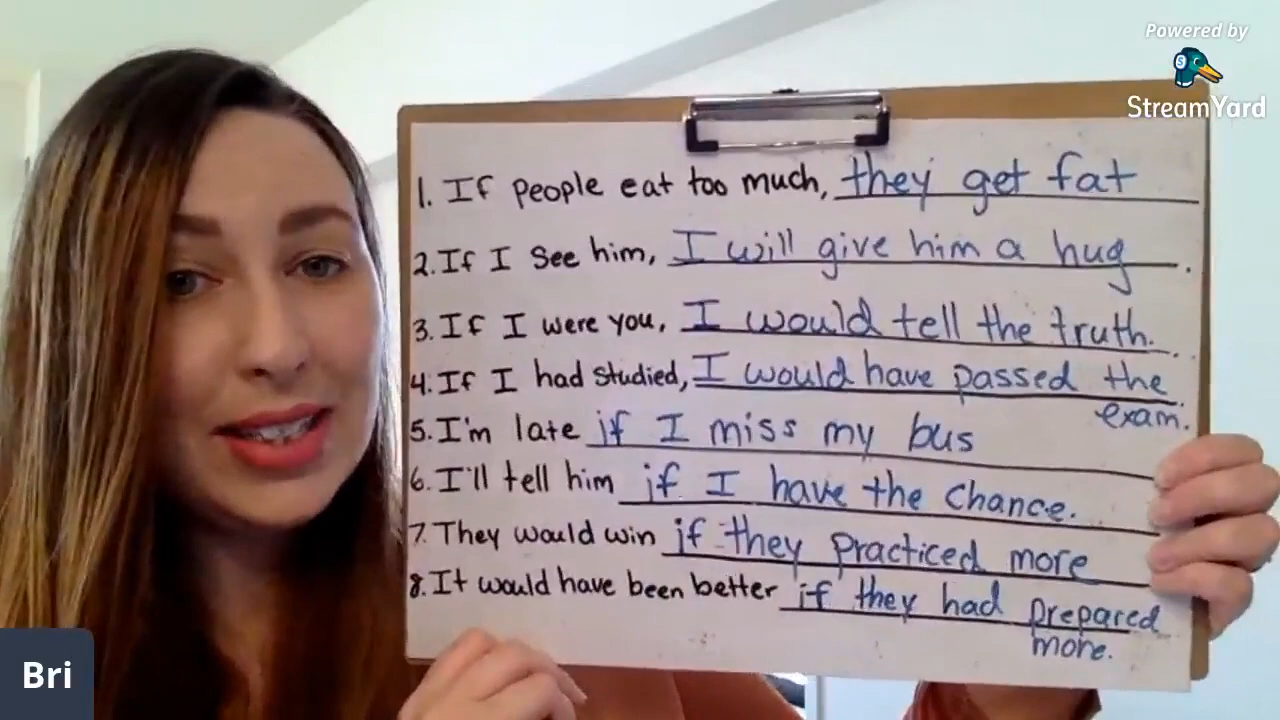 Powered by
StreamYard
1. If people eat too much, they get fat
2. If I see him, I will give him a hug.
3. If I were you, I would tell the truth.
4. If I had studied, I would have passed the
exam.
5. I'm late if I miss my bus
6. I'll tell him if I have the chance.
7. They would win if they practiced more
8. It would have been better if they had prepared
more.
Bri